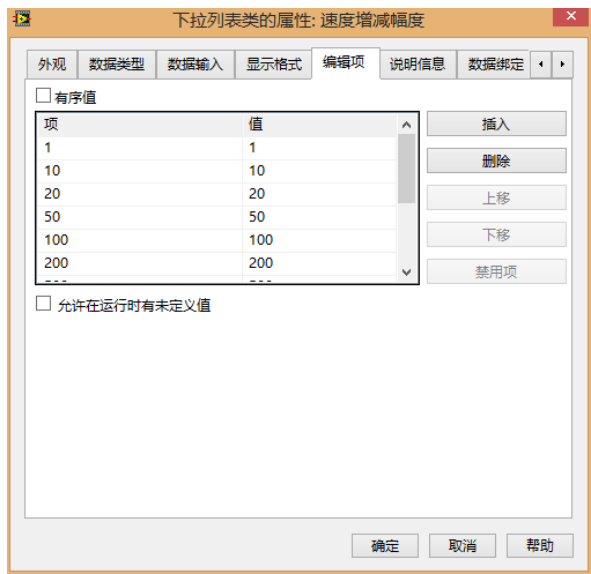 下拉列表类的属性: 速度增减幅度
外观 数据类型 数据输入 显示格式 编辑项 说明信息 数据绑定
有序值
项 值
1 1
10 10
20 20
50 50
100 100
200 200
插入
删除
上移
下移
禁用项
允许在运行时有未定义值
确定 取消 帮助